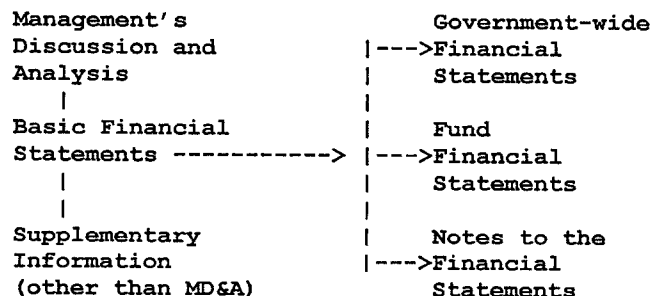 Management's
Discussion and
Analysis
Basic Financial
Statements
Supplementary
Information
(other than MD&A)
Government-wide
Financial
Statements
Fund
Financial
Statements
Notes to the
Financial
Statements